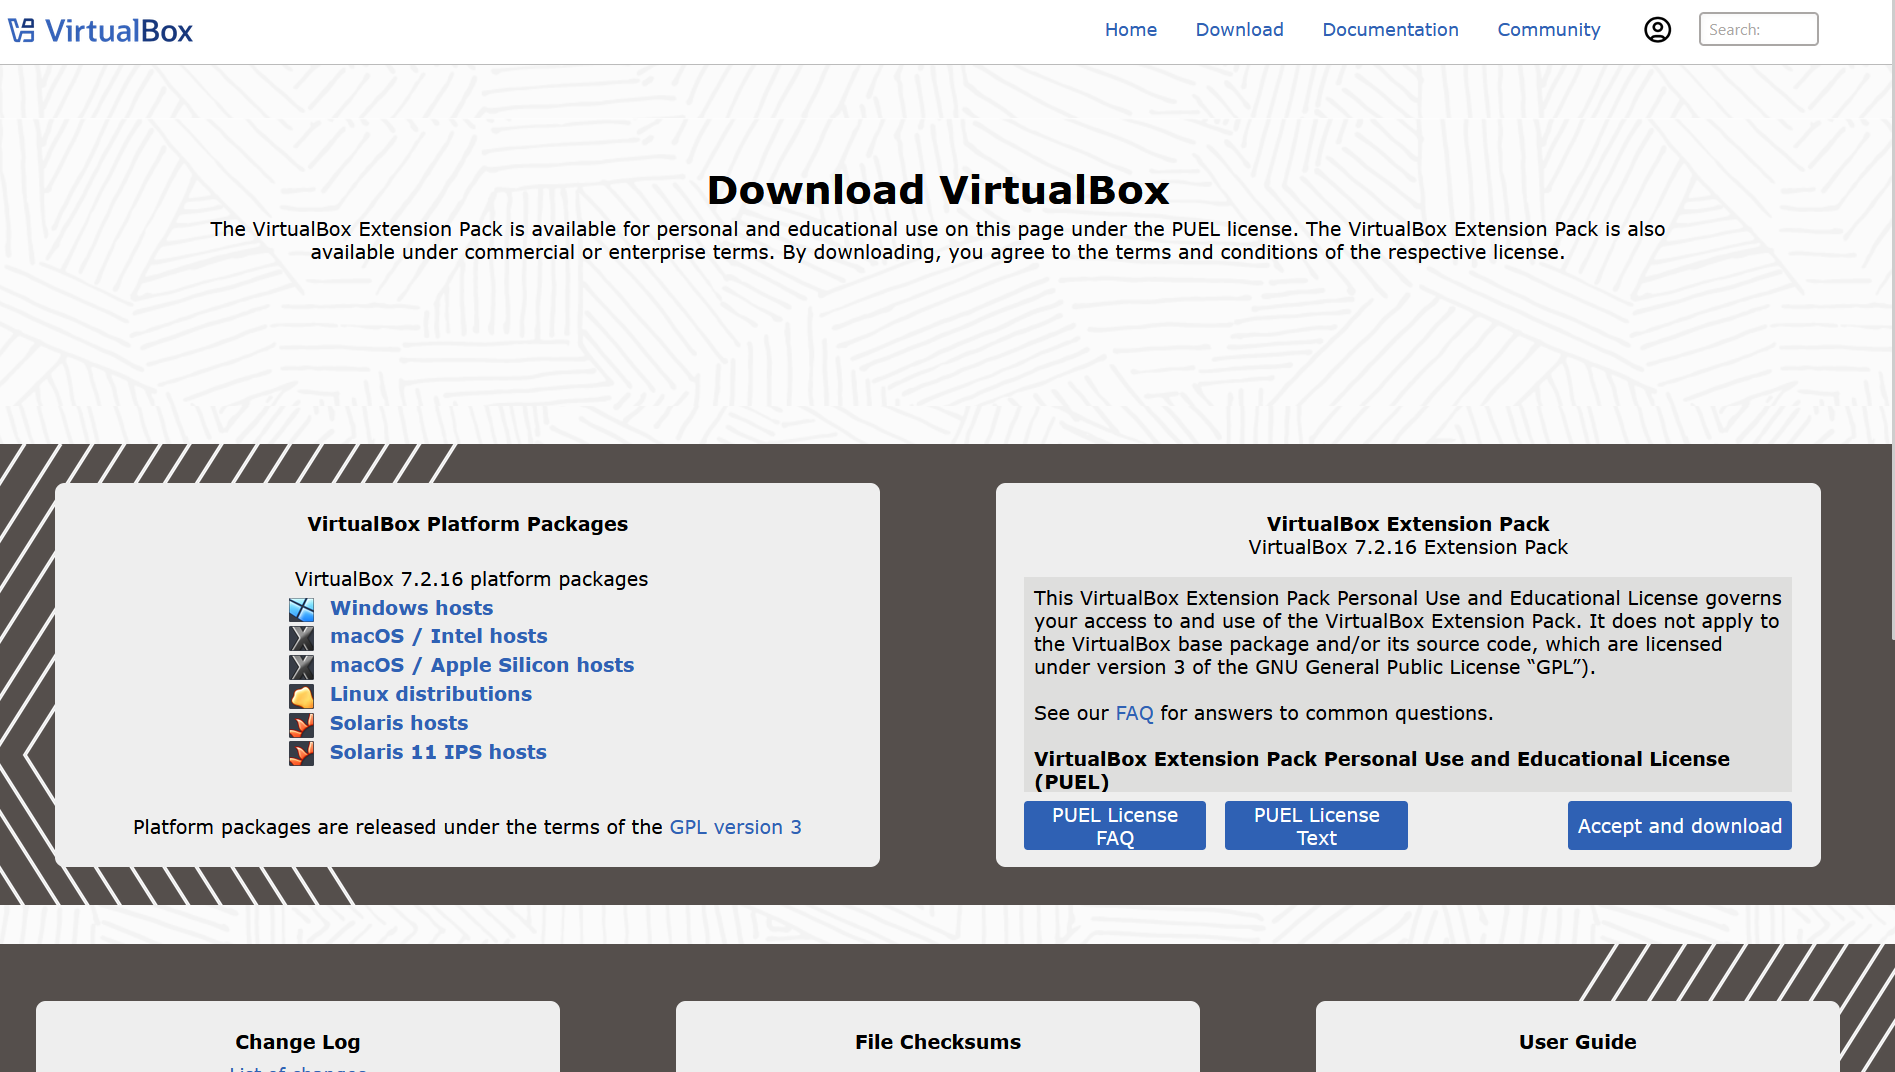 VirtualBox
Home
Download
Documentation
Community
Search:
Download VirtualBox
The VirtualBox Extension Pack is available for personal and educational use on this page under the PUEL license. The VirtualBox Extension Pack is also
available under commercial or enterprise terms. By downloading, you agree to the terms and conditions of the respective license.
VirtualBox Platform Packages
VirtualBox 7.2.16 platform packages
Windows hosts
macOS / Intel hosts
macOS / Apple Silicon hosts
Linux distributions
Solaris hosts
Solaris 11 IPS hosts
Platform packages are released under the terms of the GPL version 3
VirtualBox Extension Pack
VirtualBox 7.2.16 Extension Pack
This VirtualBox Extension Pack Personal Use and Educational License governs
your access to and use of the VirtualBox Extension Pack. It does not apply to
the VirtualBox base package and/or its source code, which are licensed
under version 3 of the GNU General Public License “GPL”).
See our FAQ for answers to common questions.
VirtualBox Extension Pack Personal Use and Educational License
(PUEL)
PUEL License
FAQ
PUEL License
Text
Accept and download
Change Log
List of changes
File Checksums
User Guide